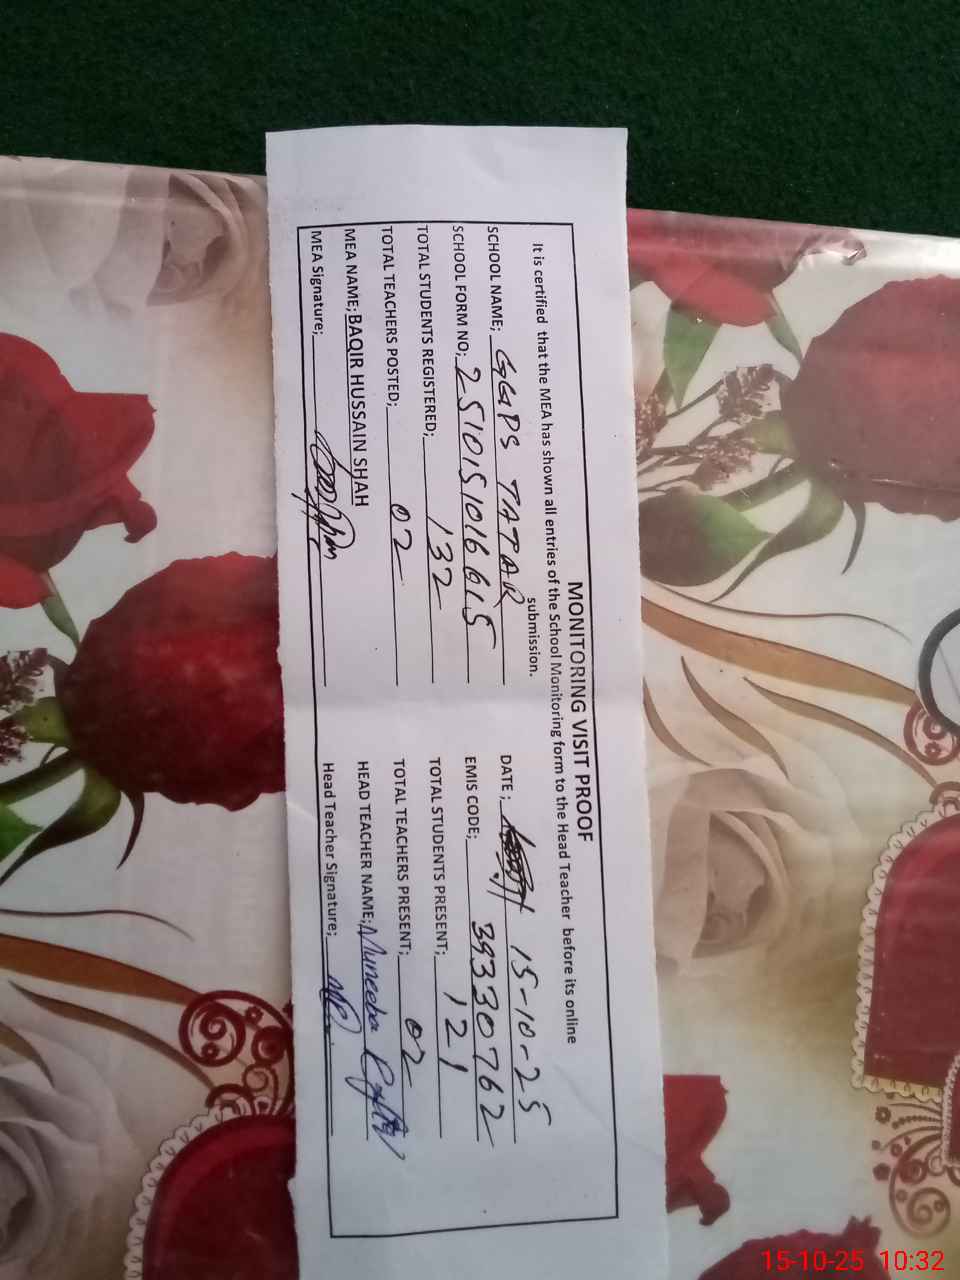 MONITORING VISIT PROOF
It is certified that the MEA has shown all entries of the School Monitoring form to the Head Teacher before its online
submission.
SCHOOL NAME; GGPS TATAR DATE; 15-10-25
SCHOOL FORM NO; 2510151016615 EMIS CODE; 39330762
TOTAL STUDENTS REGISTERED; 132 TOTAL STUDENTS PRESENT; 121
TOTAL TEACHERS POSTED; 02 TOTAL TEACHERS PRESENT; 02
MEA NAME; BAQIR HUSSAIN SHAH HEAD TEACHER NAME; Muneeba
MEA Signature; Head Teacher Signature;
15-10-25 10:32